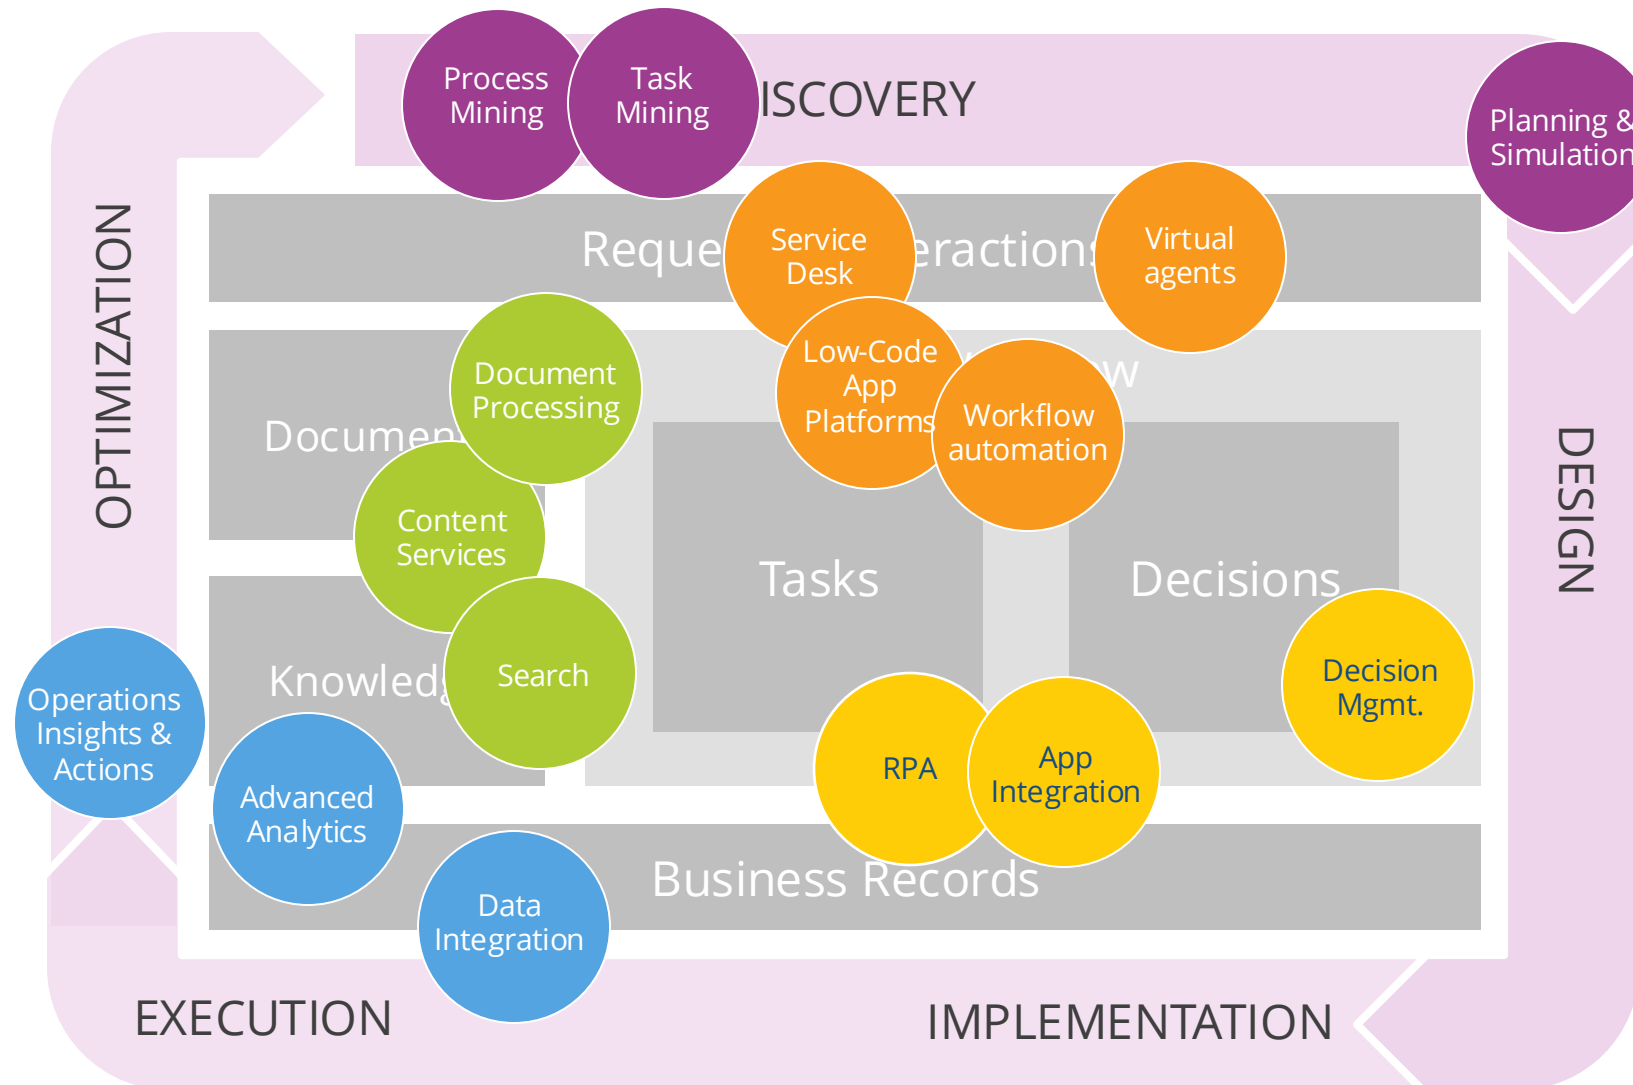 Process
Mining
Task
Mining
ISCOVERY
Planning &
Simulation
OPTIMIZATION
Reque
eractions
Service
Desk
Virtual
agents
Document
Processing
Low-Code
App
Platforms
w
Workflow
automation
Documen
DESIGN
Content
Services
Tasks
Decisions
Knowledg
Search
Operations
Insights &
Actions
Decision
Mgmt.
RPA
App
Integration
Advanced
Analytics
Business Records
Data
Integration
EXECUTION
IMPLEMENTATION